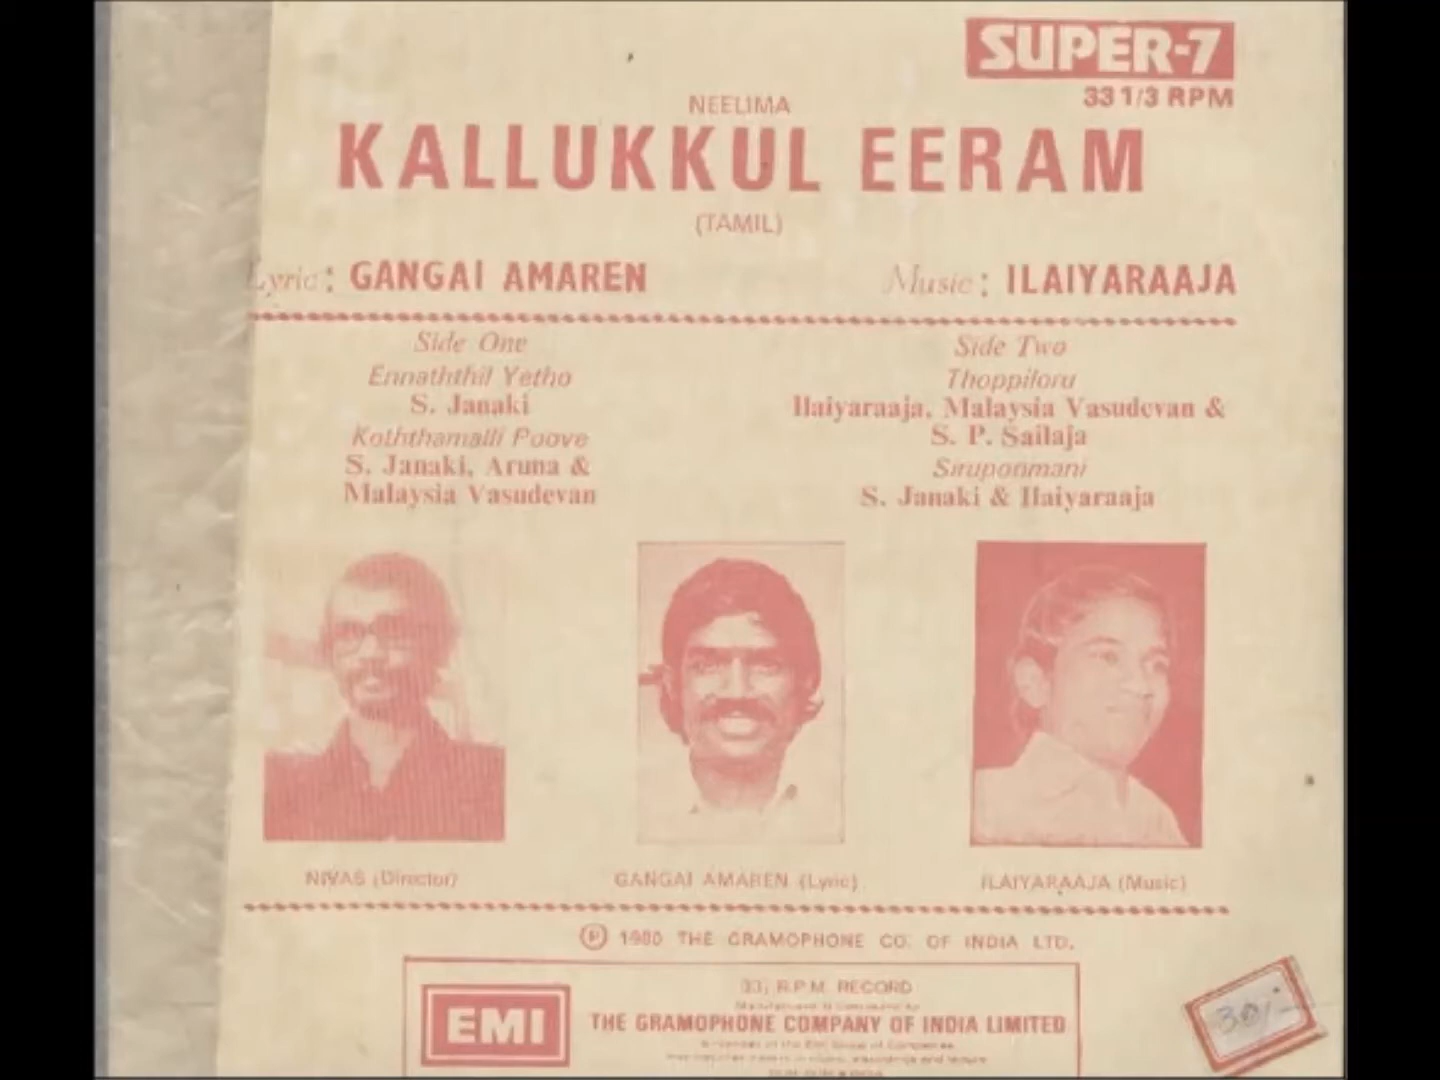 SUPER-7
33 1/3 RPM
NEELIMA
KALLUKKUL EERAM
(TAMIL)
Lyric : GANGAI AMAREN
Music : ILAIYARAAJA
Side One
Ennaththil Yetho
S. Janaki
Koththamalli Poove
S. Janaki, Aruna &
Malaysia Vasudevan
Side Two
Thoppiloru
Ilaiyaraaja, Malaysia Vasudevan &
S. P. Sailaja
Siruponmani
S. Janaki & Ilaiyaraaja
NIVAS (Director)
GANGAI AMAREN (Lyric)
ILAIYARAAJA (Music)
℗ 1980 THE GRAMOPHONE CO. OF INDIA LTD.
EMI
R.P.M. RECORD
THE GRAMOPHONE COMPANY OF INDIA LIMITED
30/-